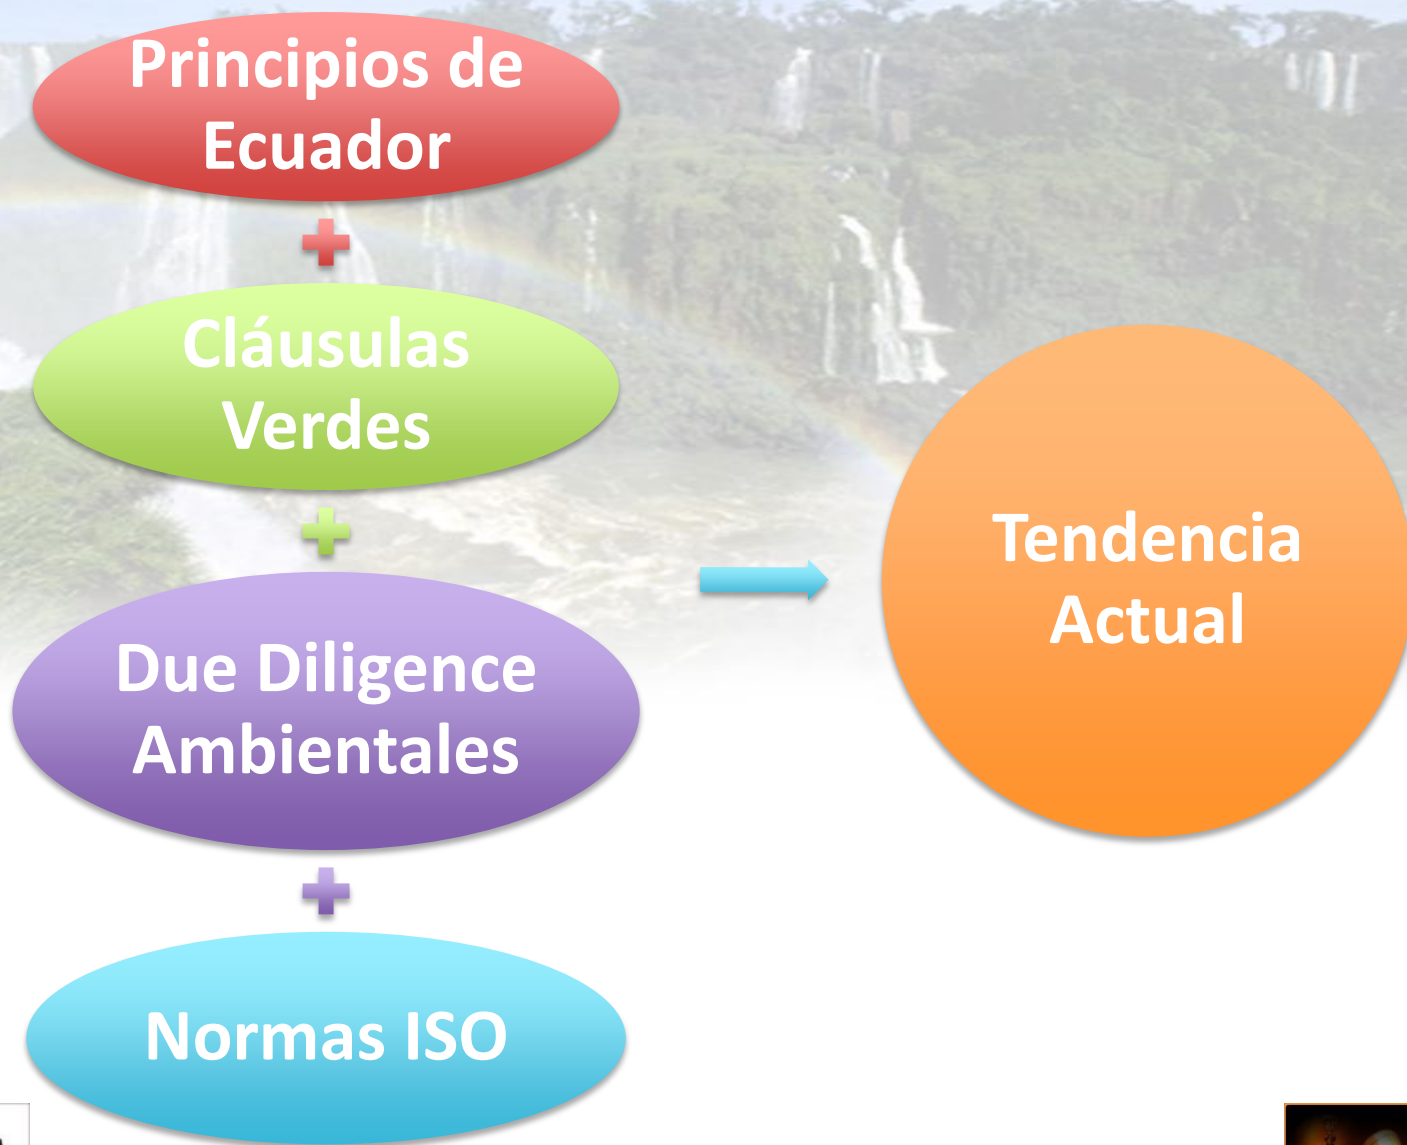 Principios de
Ecuador
Cláusulas
Verdes
Due Diligence
Ambientales
Normas ISO
Tendencia
Actual